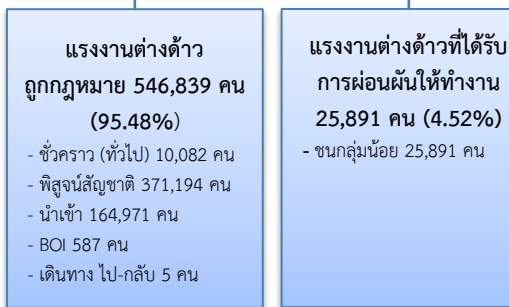 แรงงานต่างด้าว
ถูกกฎหมาย 546,839 คน
(95.48%)
- ชั่วคราว (ทั่วไป) 10,082 คน
- พิสูจน์สัญชาติ 371,194 คน
- นำเข้า 164,971 คน
- BOI 587 คน
- เดินทาง ไป-กลับ 5 คน
แรงงานต่างด้าวที่ได้รับ
การผ่อนผันให้ทำงาน
25,891 คน (4.52%)
- ชนกลุ่มน้อย 25,891 คน